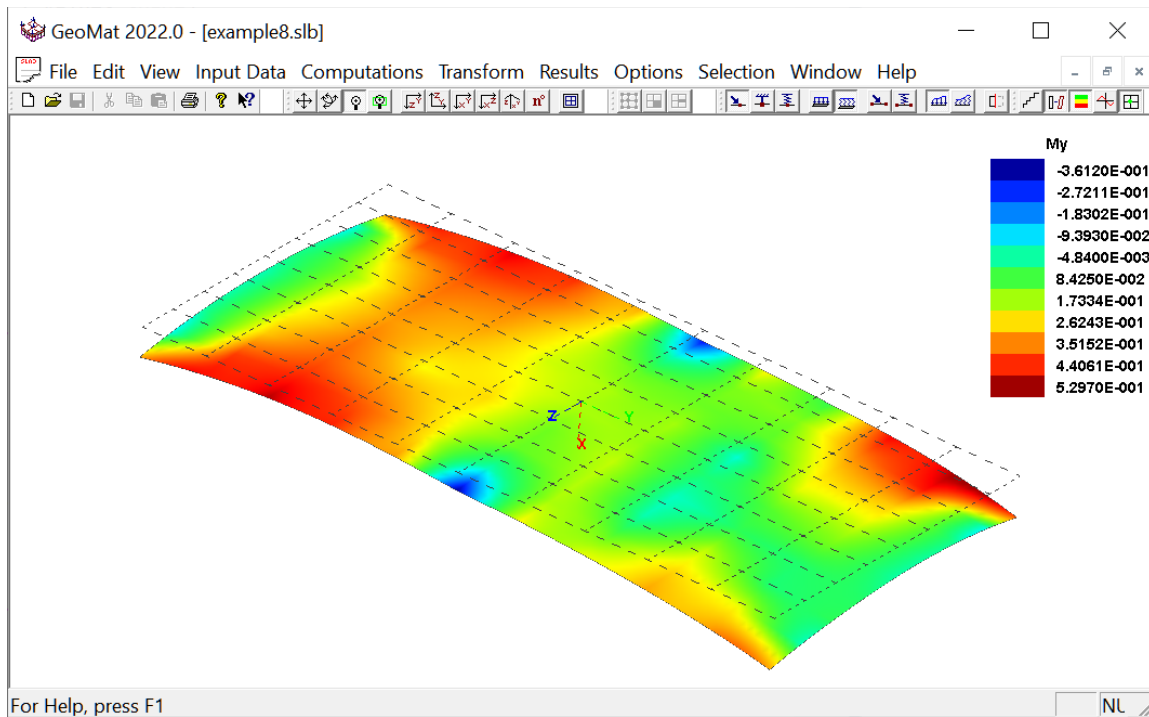 GeoMat 2022.0 - [example8.slb]
File Edit View Input Data Computations Transform Results Options Selection Window Help
My
-3.6120E-001
-2.7211E-001
-1.8302E-001
-9.3930E-002
-4.8400E-003
8.4250E-002
1.7334E-001
2.6243E-001
3.5152E-001
4.4061E-001
5.2970E-001
Z Y
X
For Help, press F1